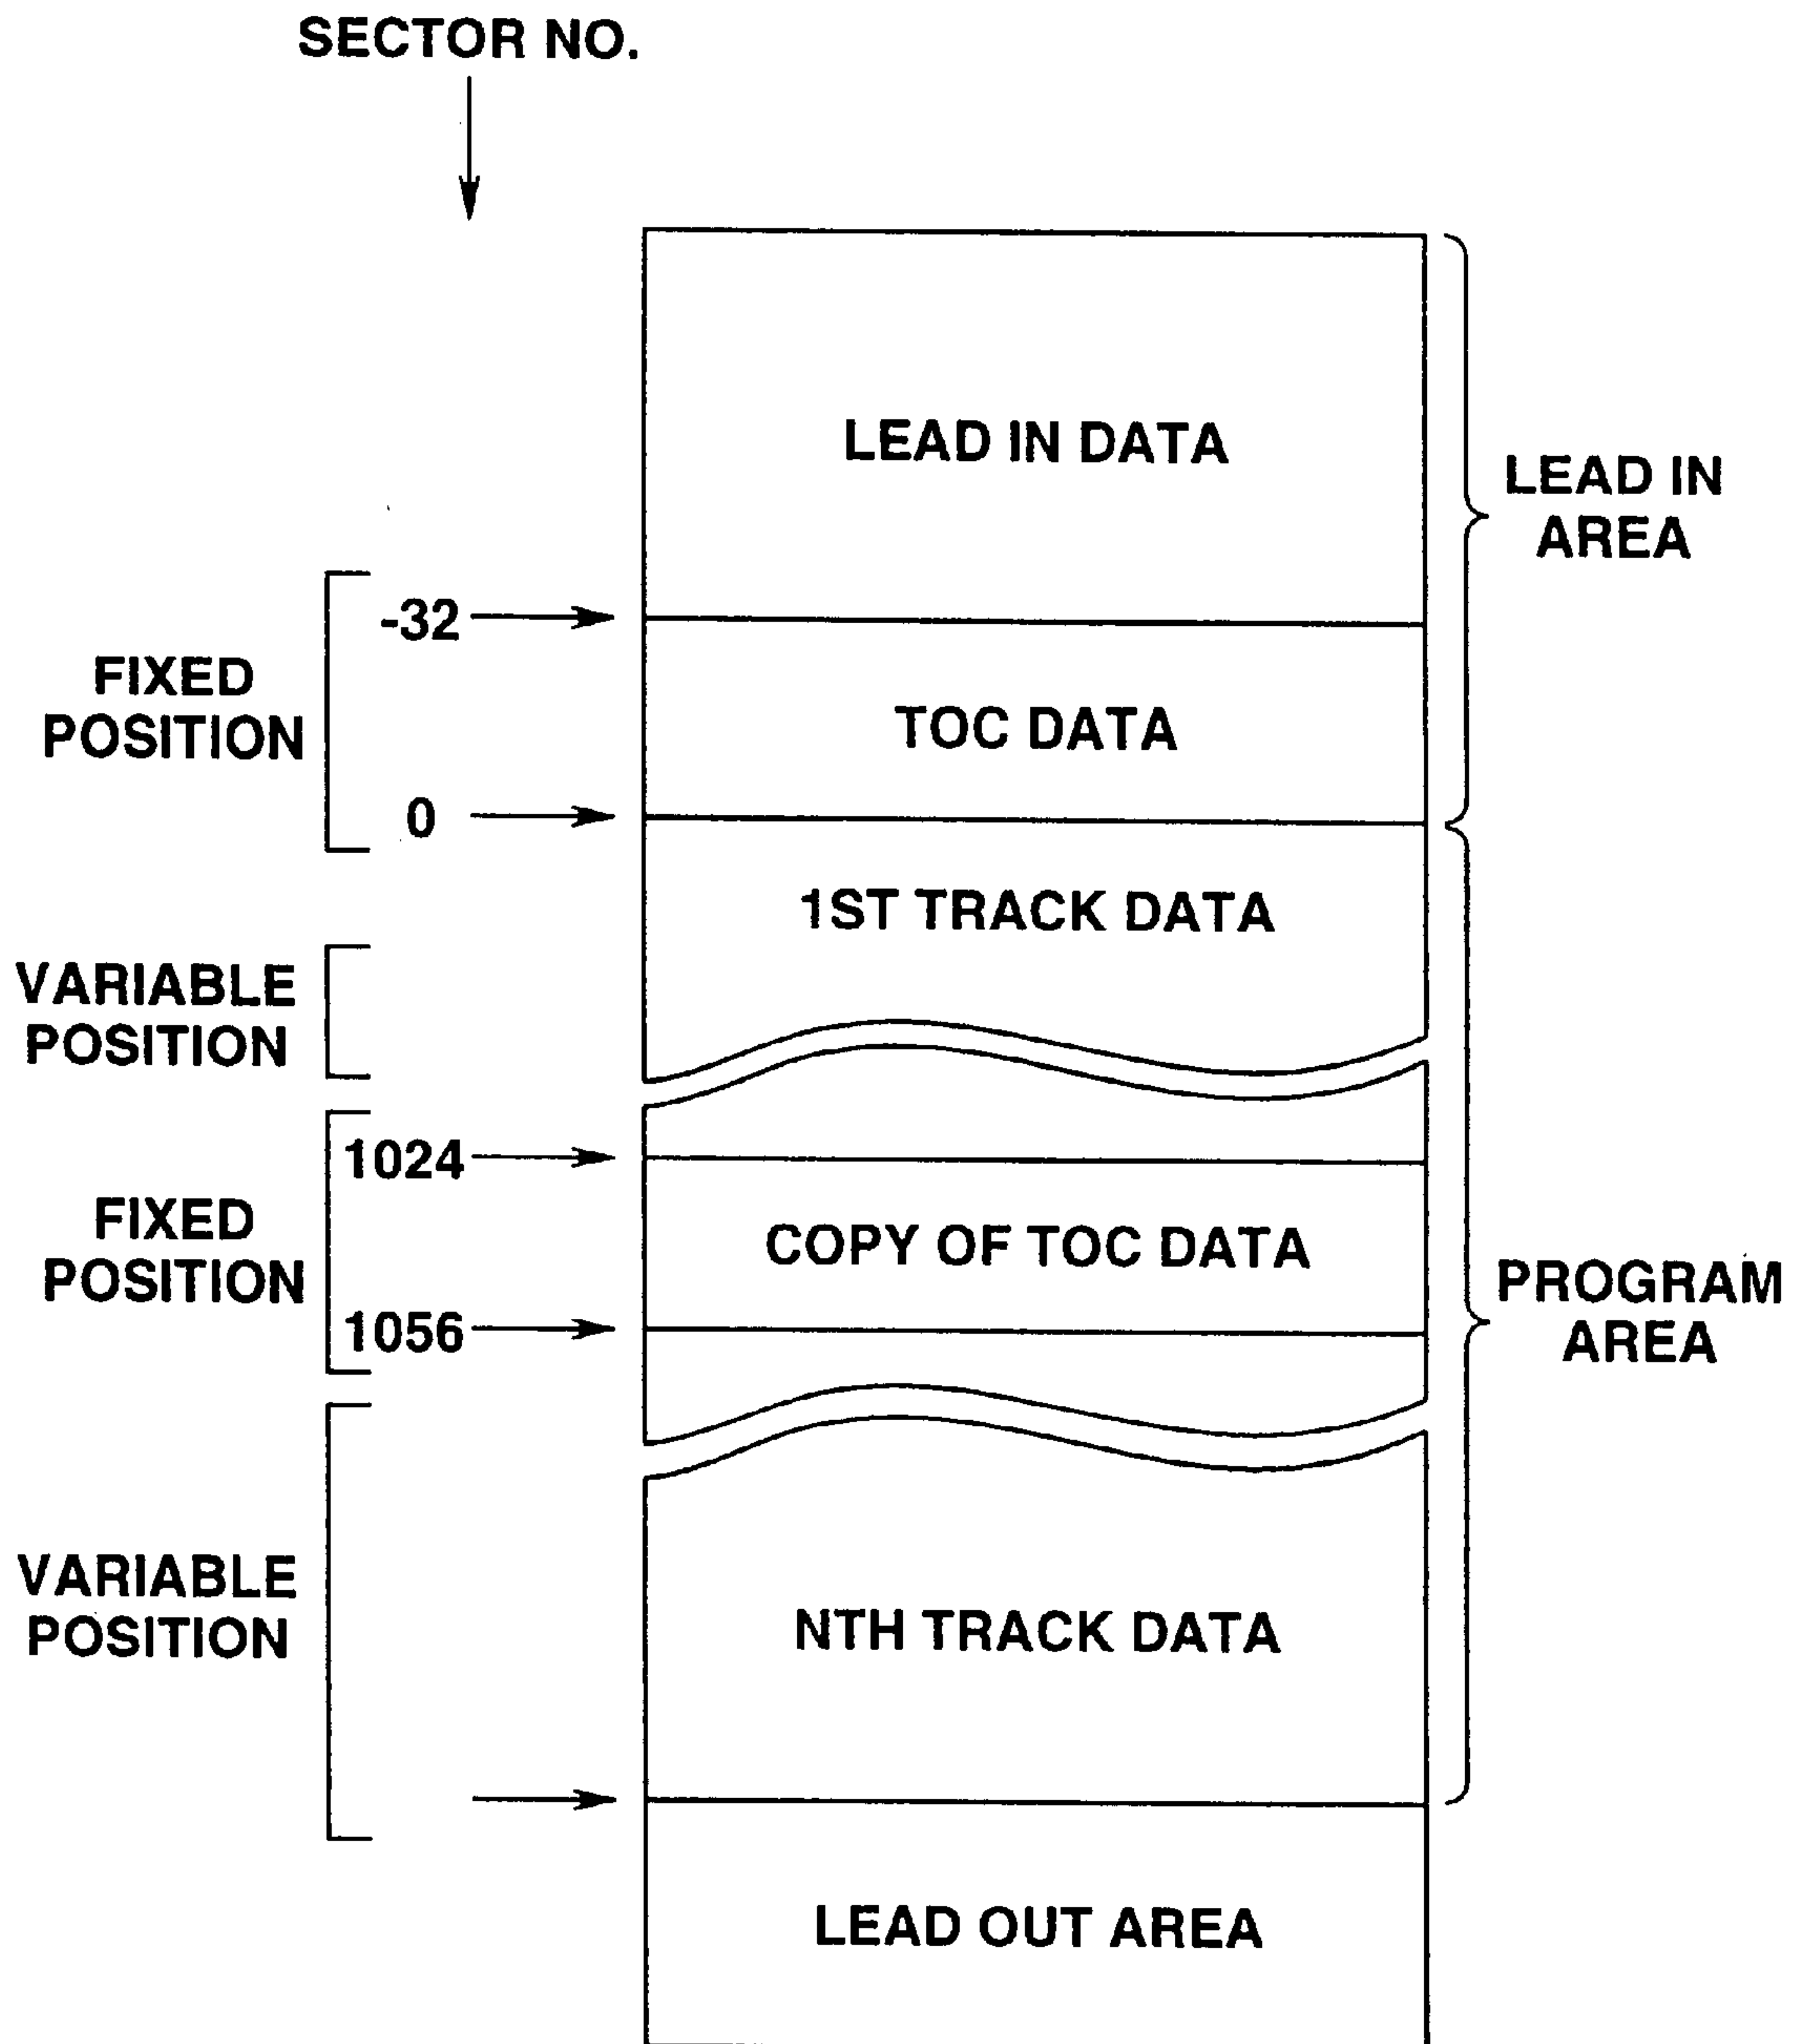 SECTOR NO.
LEAD IN DATA
LEAD IN
AREA
-32
FIXED
POSITION
TOC DATA
0
1ST TRACK DATA
VARIABLE
POSITION
1024
FIXED
POSITION
COPY OF TOC DATA
1056
PROGRAM
AREA
VARIABLE
POSITION
NTH TRACK DATA
LEAD OUT AREA